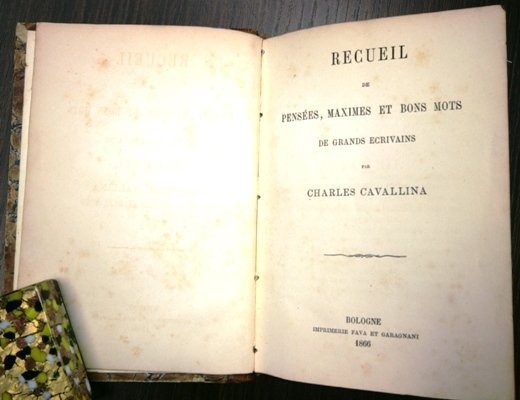 RECUEIL
DE
PENSÉES, MAXIMES ET BONS MOTS
DE GRANDS ECRIVAINS
PAR
CHARLES CAVALLINA
BOLOGNE
IMPRIMERIE FAVA ET GARAGNANI
1866